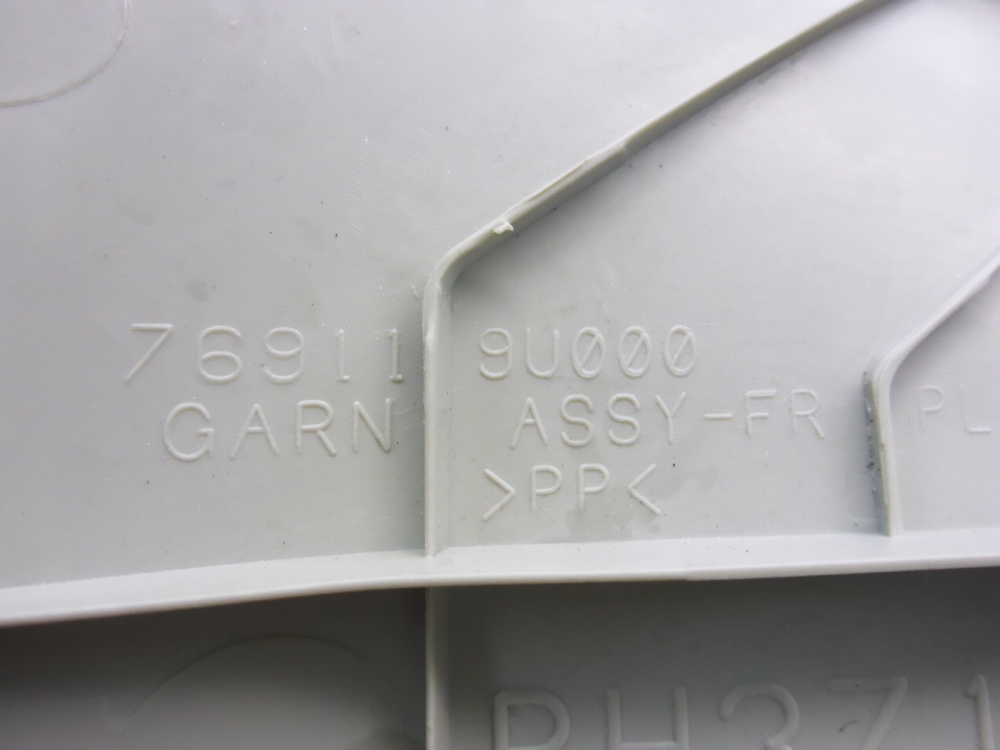 76911 9U000
GARN ASSY-FR PL
>PP<